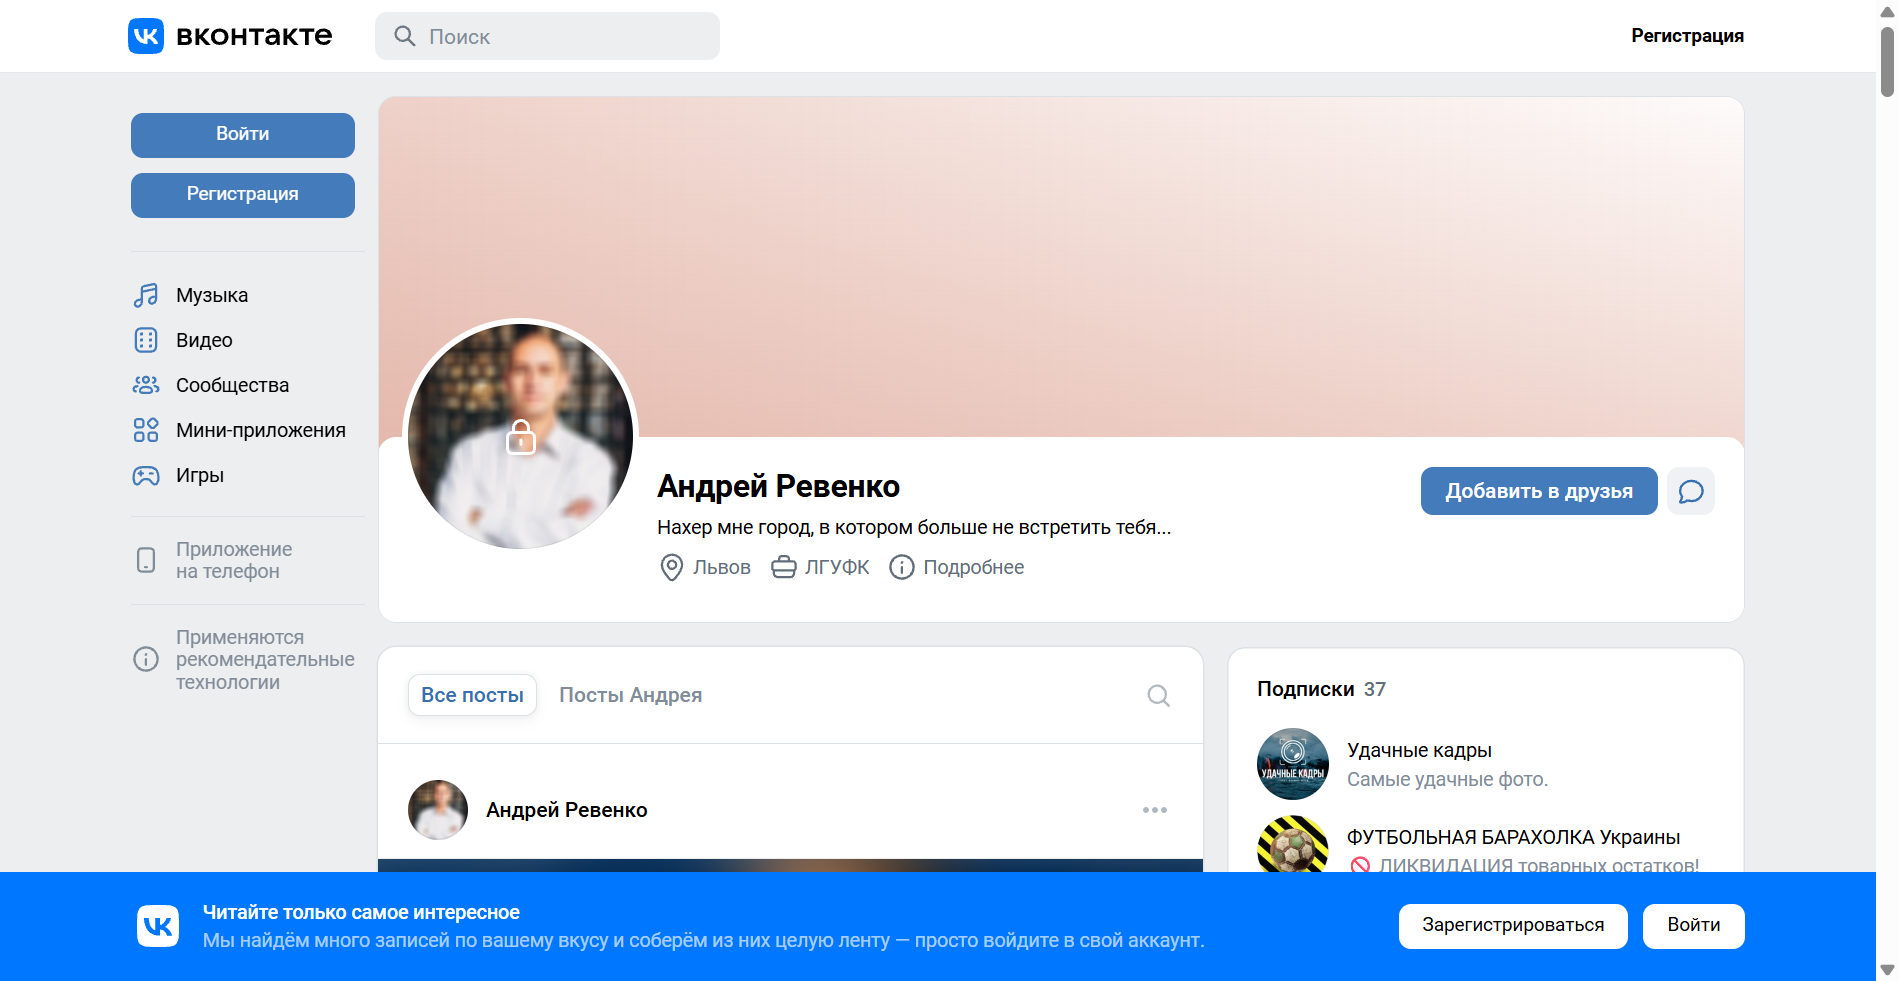 вконтакте
Поиск
Регистрация
Войти
Регистрация
Музыка
Видео
Сообщества
Мини-приложения
Игры
Приложение
на телефон
Применяются
рекомендательные
технологии
Андрей Ревенко
Нахер мне город, в котором больше не встретить тебя...
Львов ЛГУФК Подробнее
Добавить в друзья
Все посты Посты Андрея
Андрей Ревенко
Подписки 37
УДАЧНЫЕ КАДРЫ
Удачные кадры
Самые удачные фото.
ФУТБОЛЬНАЯ БАРАХОЛКА Украины
🚫 ЛИКВИДАЦИЯ товарных остатков!
Читайте только самое интересное
Мы найдём много записей по вашему вкусу и соберём из них целую ленту — просто войдите в свой аккаунт.
Зарегистрироваться
Войти